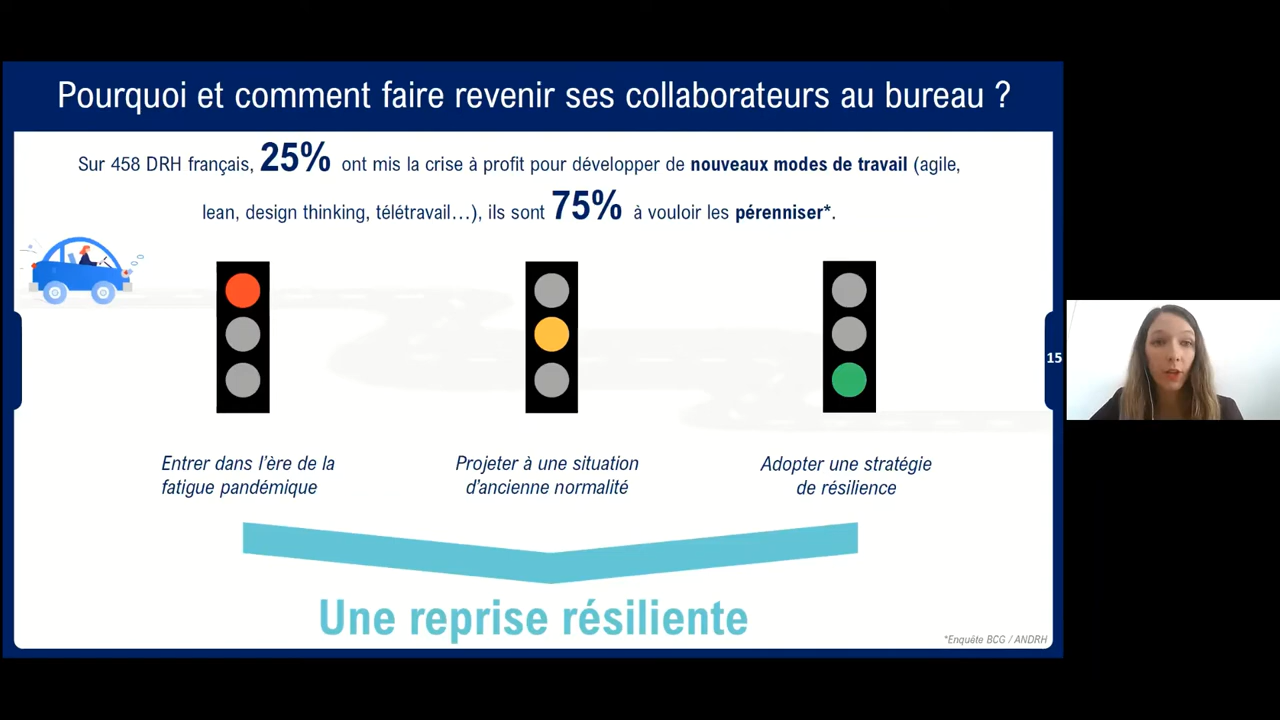 Pourquoi et comment faire revenir ses collaborateurs au bureau ?
Sur 458 DRH français, 25% ont mis la crise à profit pour développer de nouveaux modes de travail (agile,
lean, design thinking, télétravail…), ils sont 75% à vouloir les pérenniser*.
15
Entrer dans l'ère de la
fatigue pandémique
Projeter à une situation
d'ancienne normalité
Adopter une stratégie
de résilience
Une reprise résiliente
*Enquête BCG / ANDRH